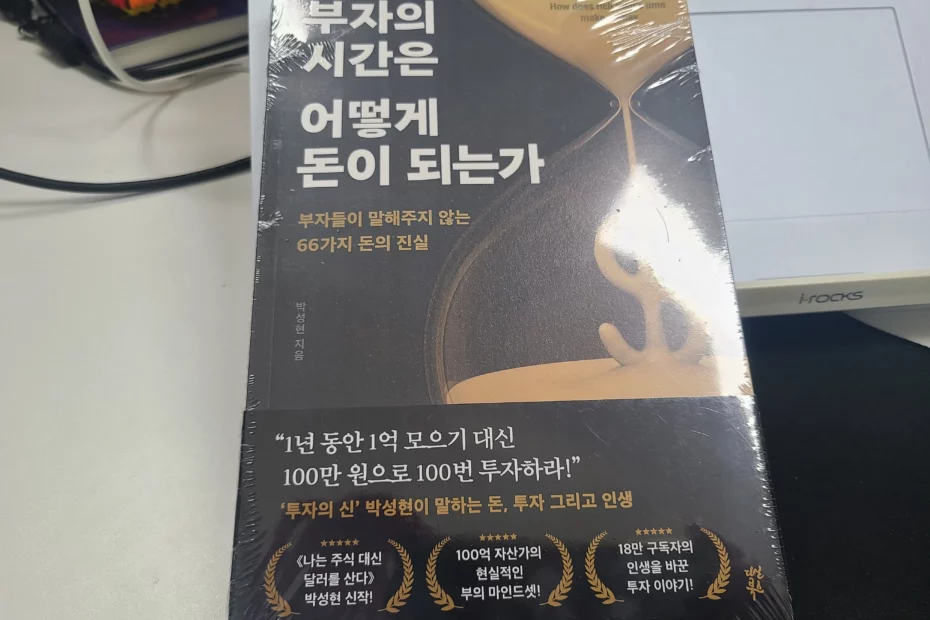 How does rich
부자의
시간은
어떻게
돈이 되는가
부자들이 말해주지 않는
66가지 돈의 진실
박성현 지음
“1년 동안 1억 모으기 대신
100만 원으로 100번 투자하라!”
‘투자의 신’ 박성현이 말하는 돈, 투자 그리고 인생
《나는 주식 대신
달러를 산다》
박성현 신작!
100억 자산가의
현실적인
부의 마인드셋!
18만 구독자의
인생을 바꾼
투자 이야기!
다산
북스
i-rocks